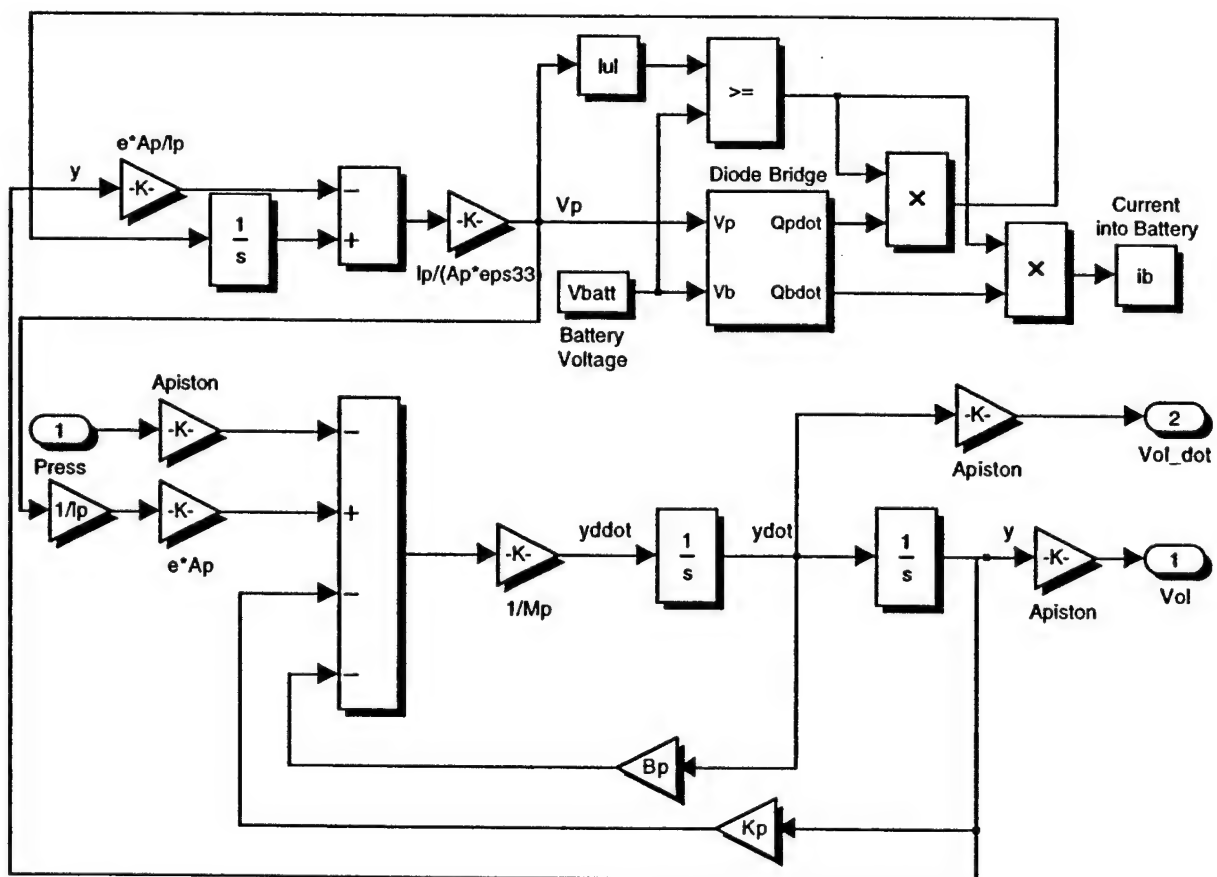 |u|
>=
e*Ap/lp
y
-K-
−
+
1
s
-K-
lp/(Ap*eps33)
Vp
Diode Bridge
Vp
Qpdot
Vb
Qbdot
×
×
Current
into Battery
ib
Vbatt
Battery
Voltage
Apiston
1
-K-
Press
−
1/lp
-K-
e*Ap
+
−
−
-K-
1/Mp
yddot
1
s
ydot
1
s
y
-K-
Apiston
1
Vol
-K-
Apiston
2
Vol_dot
Bp
Kp